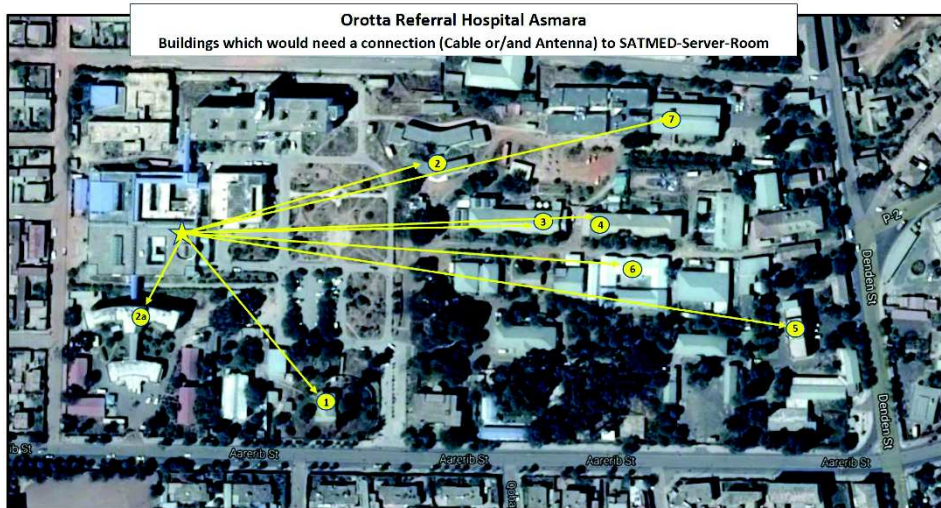 Orotta Referral Hospital Asmara
Buildings which would need a connection (Cable or/and Antenna) to SATMED-Server-Room
7
2
3
4
P-2
6
Denden St
2a
5
1
Denden St
Aarerib St
Aarerib St
Aarerib St
Aarerib St